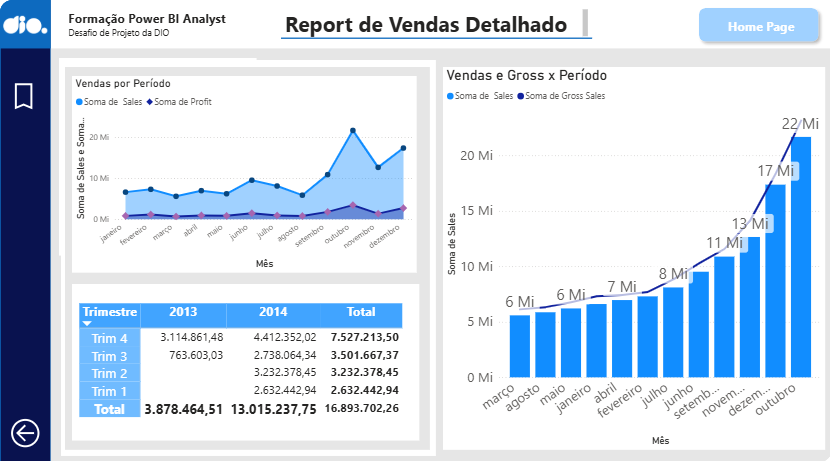 dio.
Formação Power BI Analyst
Desafio de Projeto da DIO
Report de Vendas Detalhado
Home Page
Vendas por Período
Soma de Sales Soma de Profit
Soma de Sales e Soma...
20 Mi
10 Mi
0 Mi
janeiro
fevereiro
março
abril
maio
junho
julho
agosto
setembro
outubro
novembro
dezembro
Mês
Trimestre 2013 2014 Total
Trim 4 3.114.861,48 4.412.352,02 7.527.213,50
Trim 3 763.603,03 2.738.064,34 3.501.667,37
Trim 2 3.232.378,45 3.232.378,45
Trim 1 2.632.442,94 2.632.442,94
Total 3.878.464,51 13.015.237,75 16.893.702,26
Vendas e Gross x Período
Soma de Sales Soma de Gross Sales
Soma de Sales
20 Mi
15 Mi
10 Mi
5 Mi
0 Mi
6 Mi
6 Mi
7 Mi
8 Mi
11 Mi
13 Mi
17 Mi
22 Mi
março
agosto
maio
janeiro
abril
fevereiro
julho
junho
setemb...
novem...
dezem...
outubro
Mês